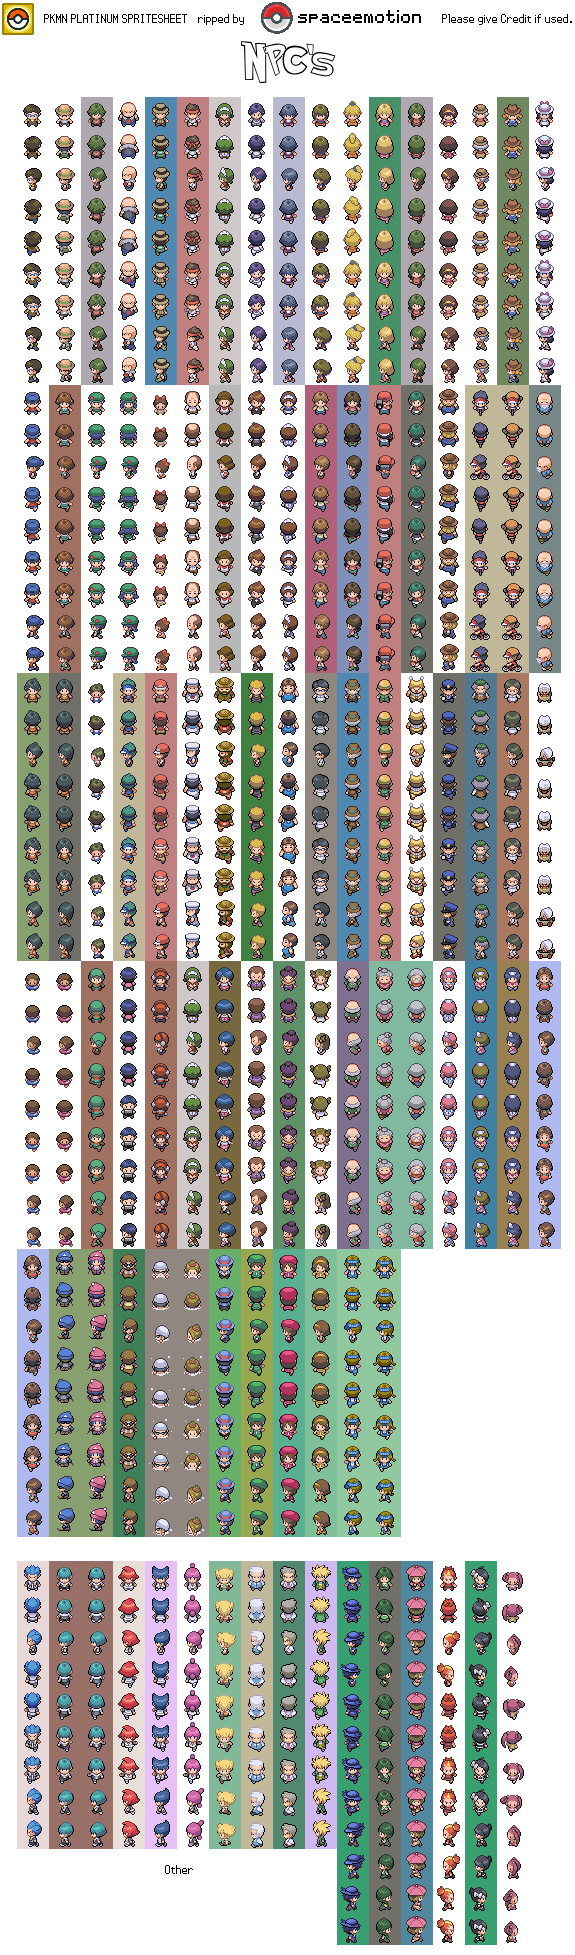 PKMN PLATINUM SPRITESHEET ripped by spaceemotion Please give Credit if used.
NPC's
Other